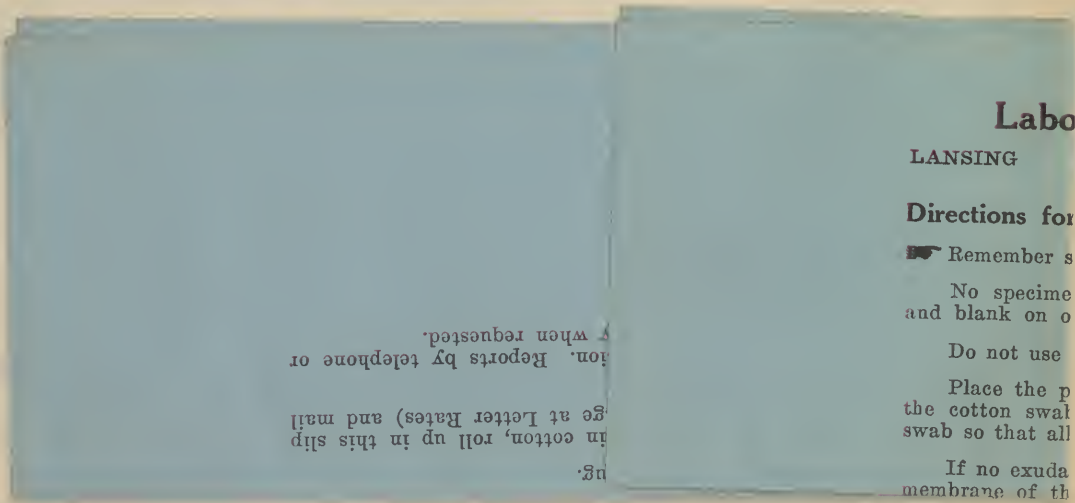 Labo
LANSING
Directions for
☛ Remember s
No specime
and blank on o
Do not use
Place the p
the cotton swab
swab so that all
If no exuda
membrane of th
ug.
in cotton, roll up in this slip
ge at Letter Rates) and mail
ion. Reports by telephone or
y when requested.